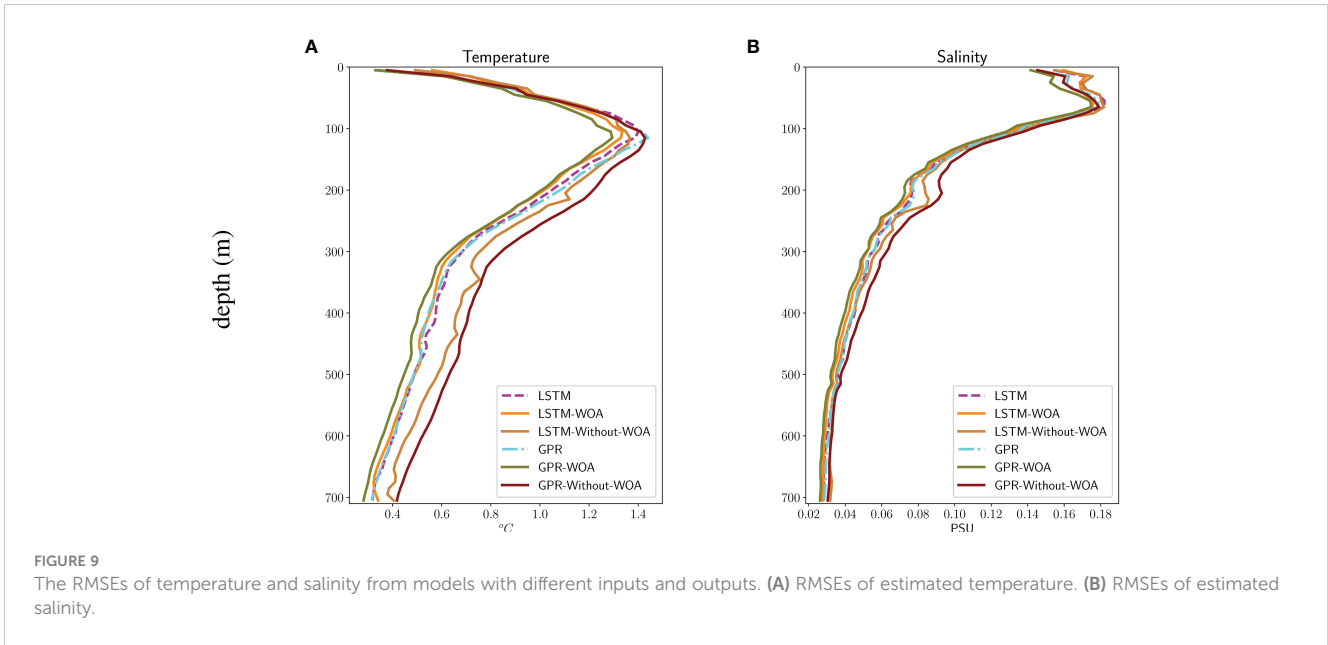 A
Temperature
0
100
200
300
400
500
600
700
depth (m)
0.4 0.6 0.8 1.0 1.2 1.4
°C
LSTM
LSTM-WOA
LSTM-Without-WOA
GPR
GPR-WOA
GPR-Without-WOA
B
Salinity
0
100
200
300
400
500
600
700
0.02 0.04 0.06 0.08 0.10 0.12 0.14 0.16 0.18
PSU
LSTM
LSTM-WOA
LSTM-Without-WOA
GPR
GPR-WOA
GPR-Without-WOA
FIGURE 9
The RMSEs of temperature and salinity from models with different inputs and outputs. (A) RMSEs of estimated temperature. (B) RMSEs of estimated
salinity.